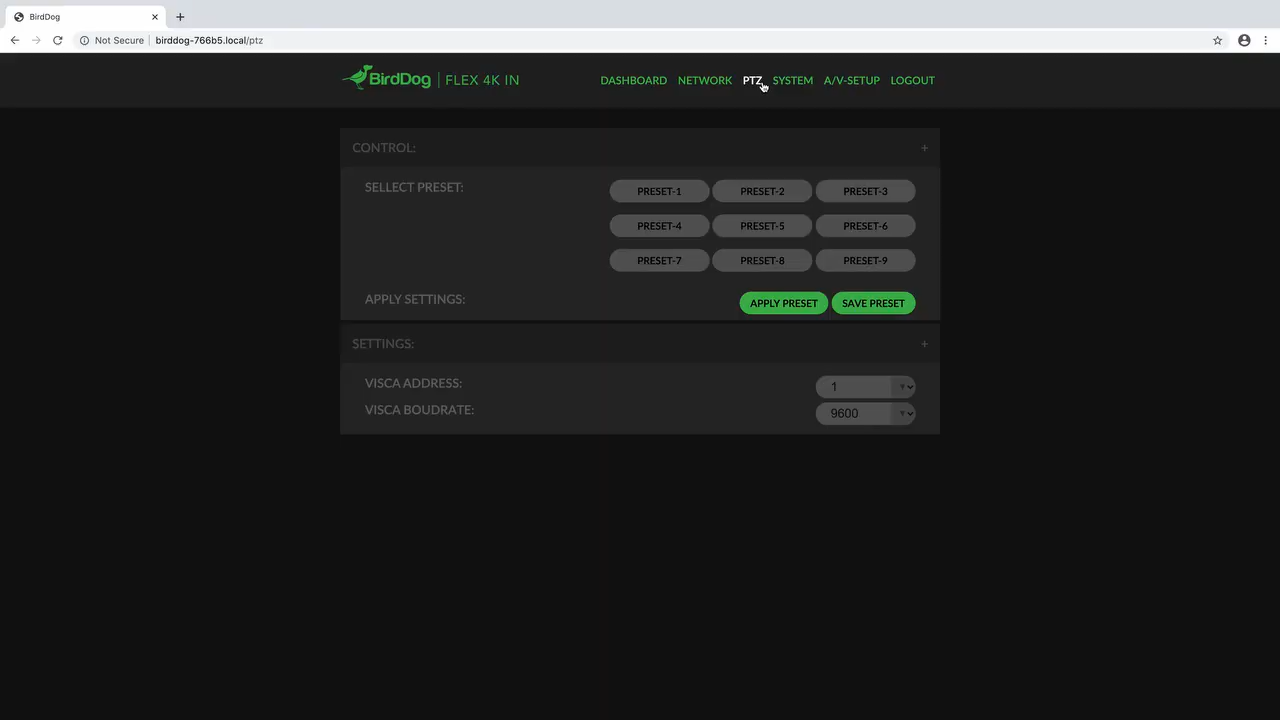 BirdDog
Not Secure birddog-766b5.local/ptz
BirdDog FLEX 4K IN DASHBOARD NETWORK PTZ SYSTEM A/V-SETUP LOGOUT
CONTROL: +
SELLECT PRESET: PRESET-1 PRESET-2 PRESET-3
PRESET-4 PRESET-5 PRESET-6
PRESET-7 PRESET-8 PRESET-9
APPLY SETTINGS: APPLY PRESET SAVE PRESET
SETTINGS: +
VISCA ADDRESS: 1
VISCA BOUDRATE: 9600